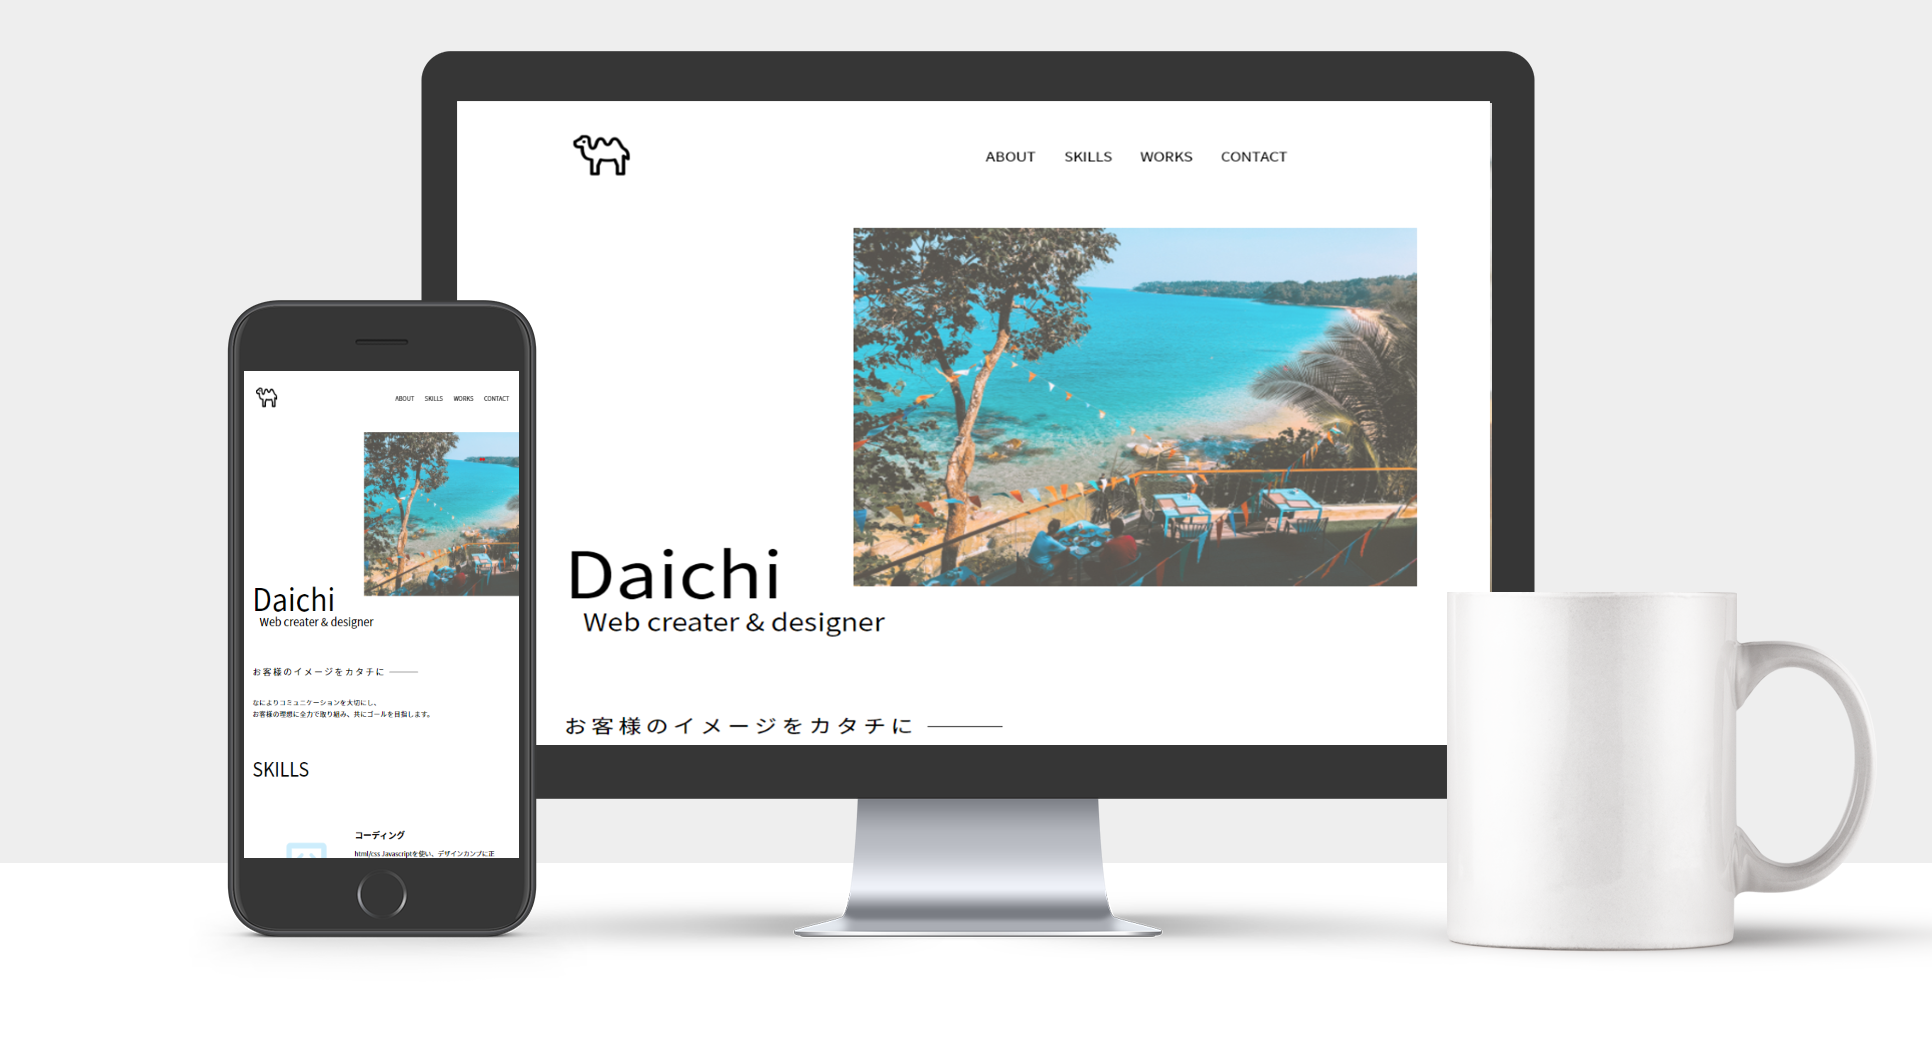 ABOUT SKILLS WORKS CONTACT
Daichi
Web creater & designer
お客様のイメージをカタチに
ABOUT SKILLS WORKS CONTACT
Daichi
Web creater & designer
お客様のイメージをカタチに
なによりコミュニケーションを大切にし、
お客様の理想に全力で取り組み、共にゴールを目指します。
SKILLS
コーディング
html/css Javascriptを使い、デザインカンプに正